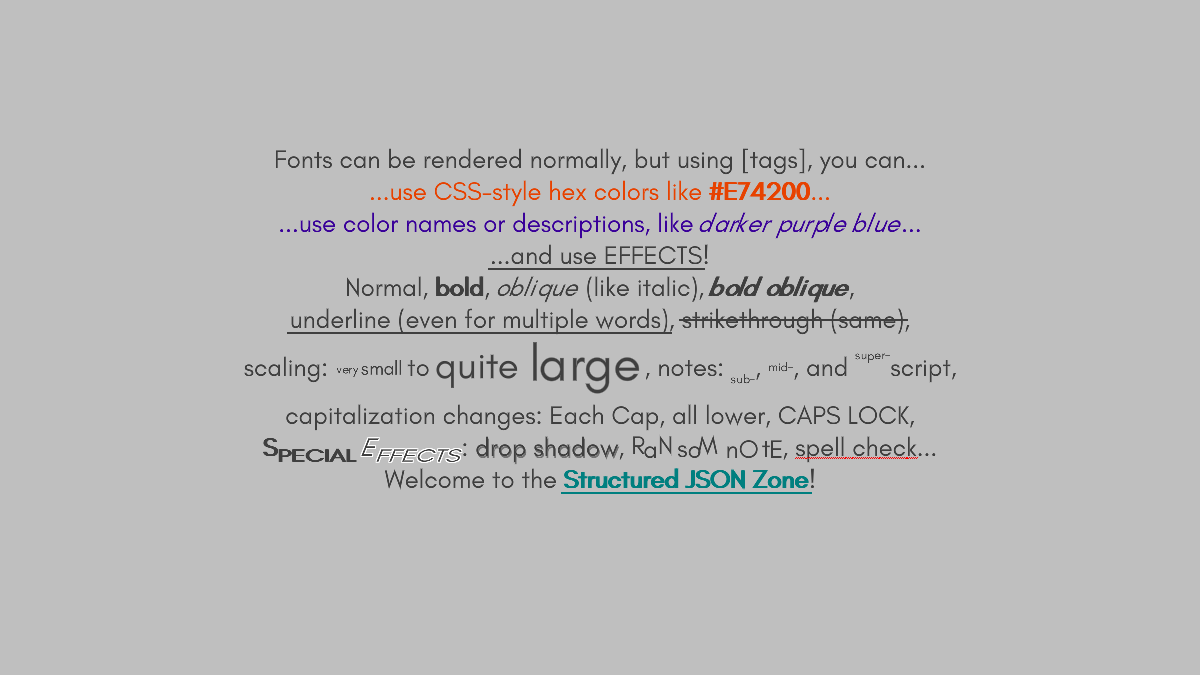 Fonts can be rendered normally, but using [tags], you can...
...use CSS-style hex colors like #E74200...
...use color names or descriptions, like darker purple blue...
...and use EFFECTS!
Normal, bold, oblique (like italic), bold oblique,
underline (even for multiple words), strikethrough (same),
scaling: very small to quite large, notes: sub-, mid-, and super-script,
capitalization changes: Each Cap, all lower, CAPS LOCK,
SPECIAL EFFECTS: drop shadow, RaNsoM nOtE, spell check...
Welcome to the Structured JSON Zone!